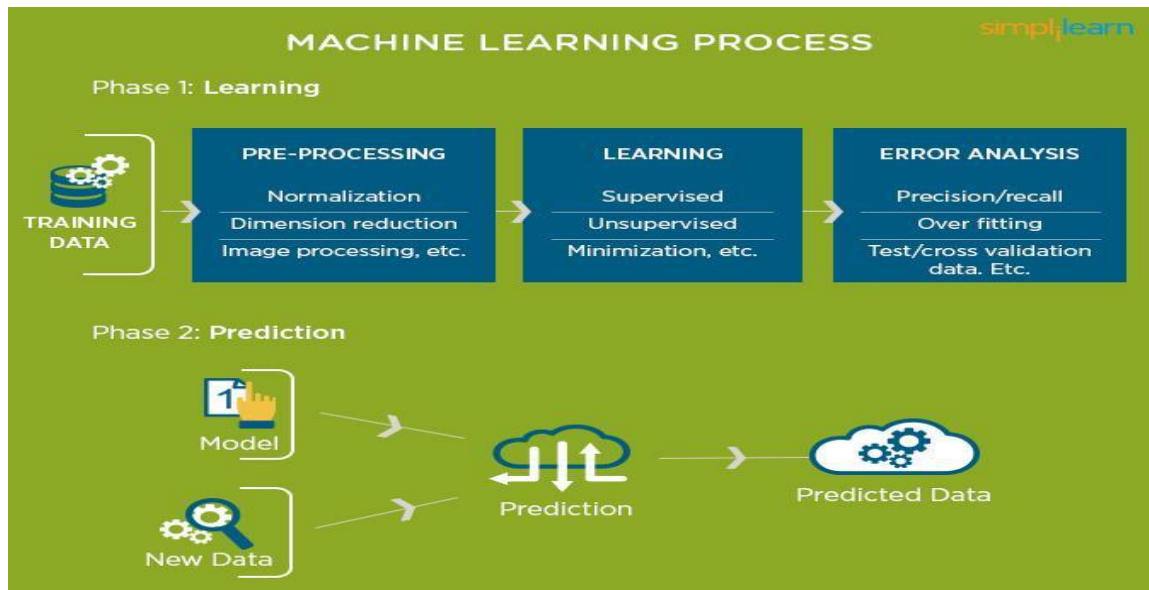 MACHINE LEARNING PROCESS
simplilearn
Phase 1: Learning
TRAINING
DATA
PRE-PROCESSING
Normalization
Dimension reduction
Image processing, etc.
LEARNING
Supervised
Unsupervised
Minimization, etc.
ERROR ANALYSIS
Precision/recall
Over fitting
Test/cross validation
data. Etc.
Phase 2: Prediction
1
Model
New Data
Prediction
Predicted Data